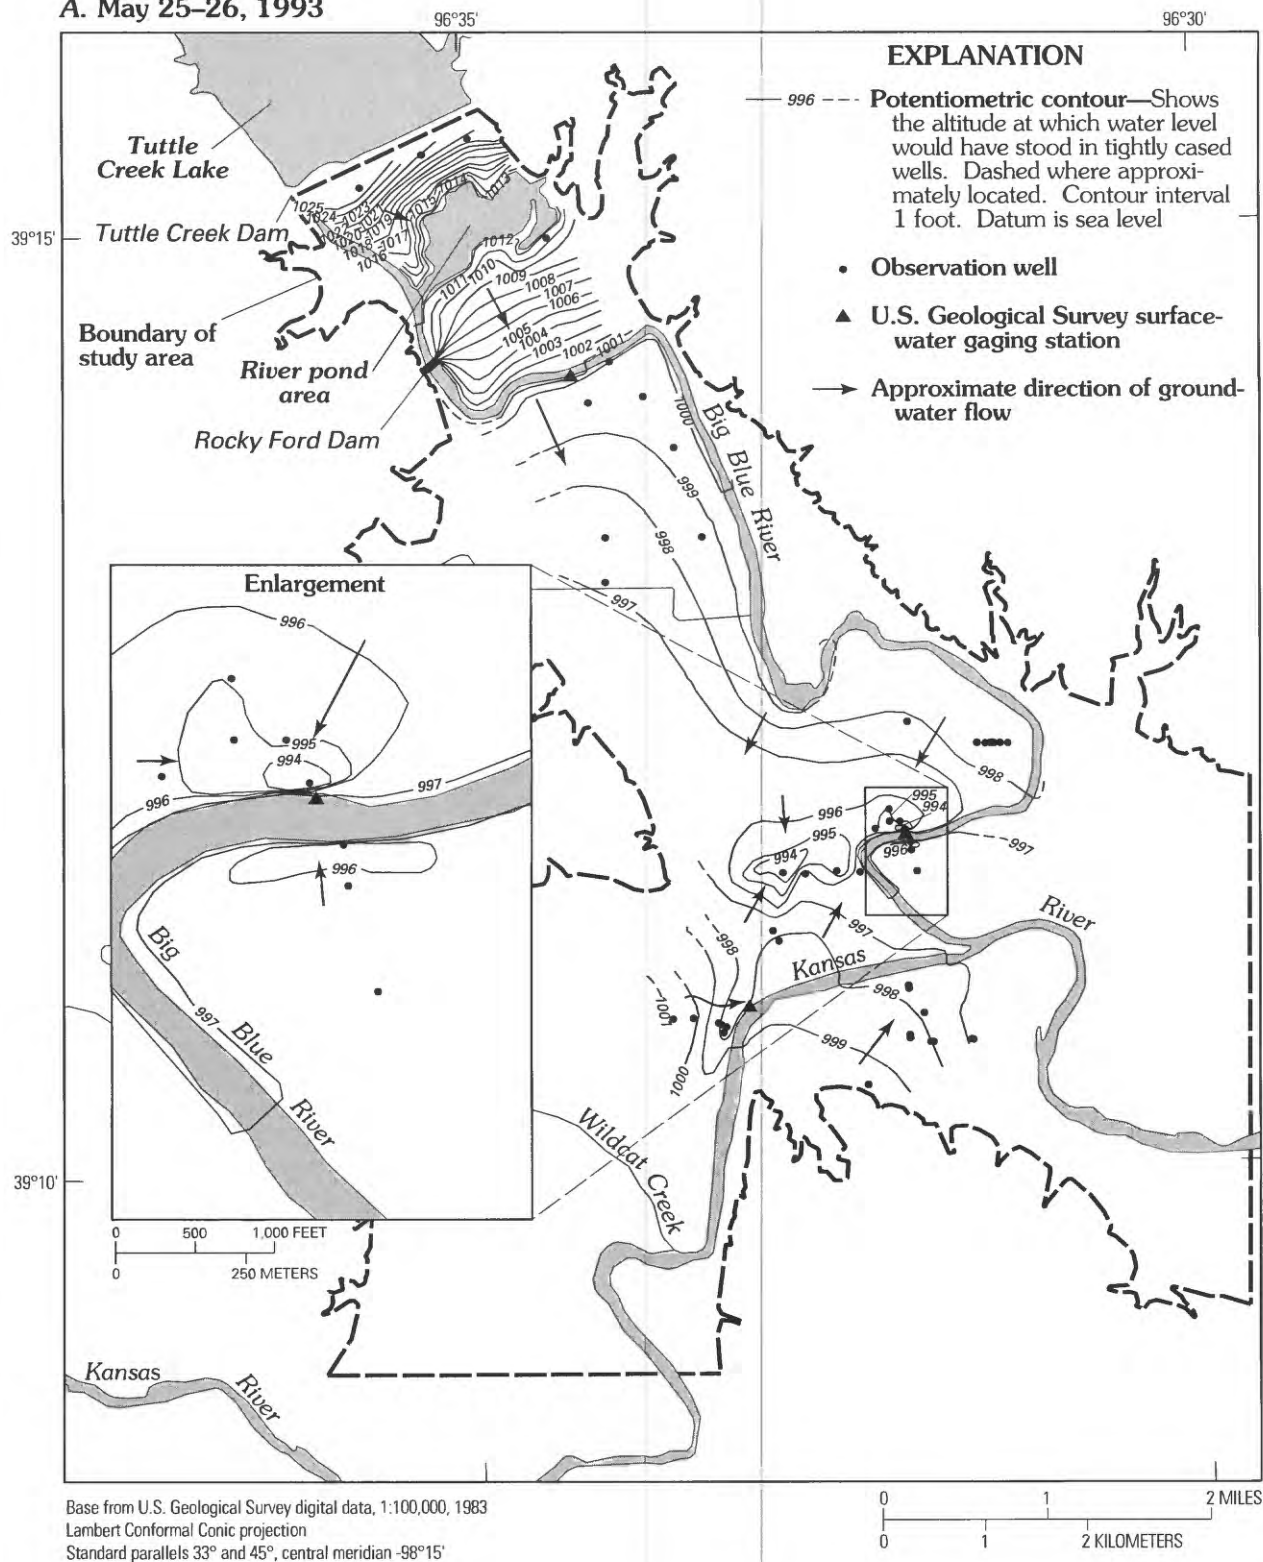 A. May 25–26, 1993
96°35'
96°30'
EXPLANATION
996
Potentiometric contour—Shows
the altitude at which water level
would have stood in tightly cased
wells. Dashed where approxi-
mately located. Contour interval
1 foot. Datum is sea level
Observation well
U.S. Geological Survey surface-
water gaging station
Approximate direction of ground-
water flow
Tuttle
Creek Lake
Tuttle Creek Dam
39°15'
Boundary of
study area
River pond
area
Rocky Ford Dam
1025
1024
1023
1019
1017
1016
1015
1014
1013
1012
1011
1010
1009
1008
1007
1006
1005
1004
1003
1002
1001
1000
999
998
997
Big Blue River
998
997
996
995
994
995
994
996
Enlargement
996
995
994
996
997
996
997
Big
Blue
River
998
997
Kansas
River
998
999
1001
1000
Wildcat Creek
39°10'
0 500 1,000 FEET
0 250 METERS
Kansas
River
Base from U.S. Geological Survey digital data, 1:100,000, 1983
Lambert Conformal Conic projection
Standard parallels 33° and 45°, central meridian -98°15'
0 1 2 MILES
0 1 2 KILOMETERS